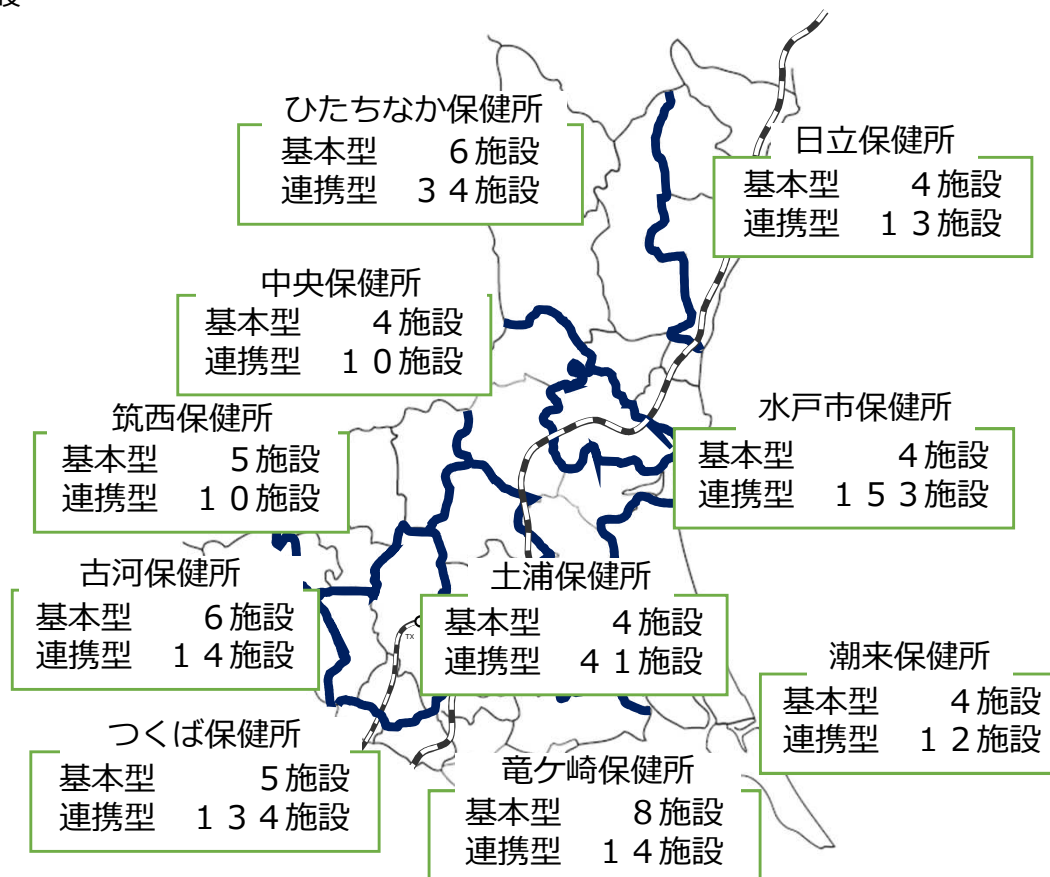 ひたちなか保健所
基本型　　６施設
連携型　３４施設
日立保健所
基本型　　４施設
連携型　１３施設
中央保健所
基本型　　４施設
連携型　１０施設
水戸市保健所
基本型　　４施設
連携型　１５３施設
筑西保健所
基本型　　５施設
連携型　１０施設
古河保健所
基本型　　６施設
連携型　１４施設
土浦保健所
基本型　　４施設
連携型　４１施設
TX
潮来保健所
基本型　　４施設
連携型　１２施設
つくば保健所
基本型　　５施設
連携型　１３４施設
竜ケ崎保健所
基本型　　８施設
連携型　１４施設